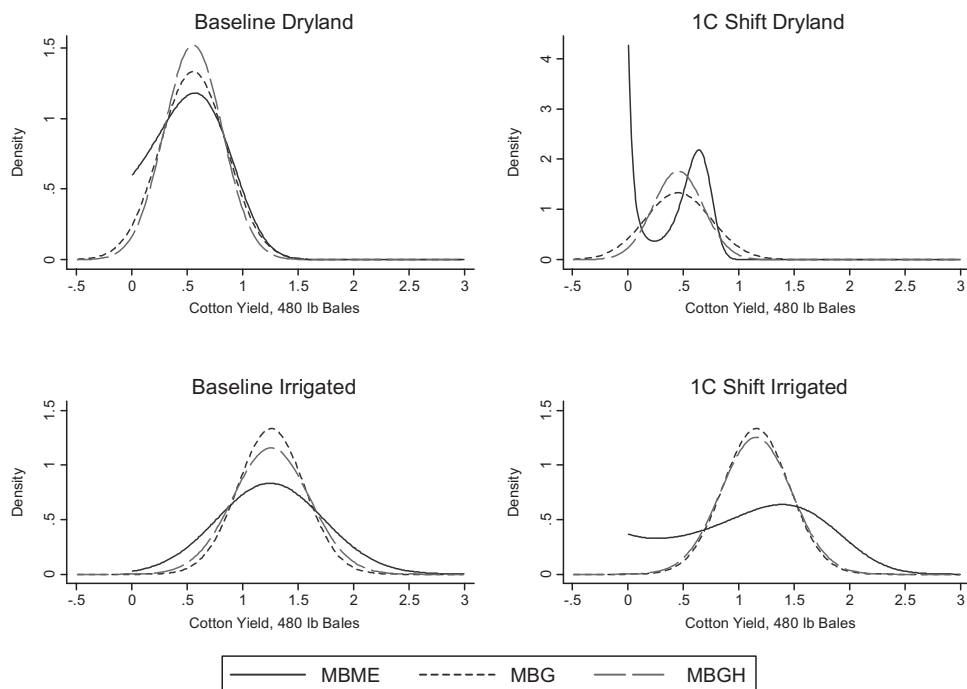 Baseline Dryland
Density
0 .5 1 1.5
-.5 0 .5 1 1.5 2 2.5 3
Cotton Yield, 480 lb Bales
1C Shift Dryland
Density
0 1 2 3 4
-.5 0 .5 1 1.5 2 2.5 3
Cotton Yield, 480 lb Bales
Baseline Irrigated
Density
0 .5 1 1.5
-.5 0 .5 1 1.5 2 2.5 3
Cotton Yield, 480 lb Bales
1C Shift Irrigated
Density
0 .5 1 1.5
-.5 0 .5 1 1.5 2 2.5 3
Cotton Yield, 480 lb Bales
MBME MBG MBGH